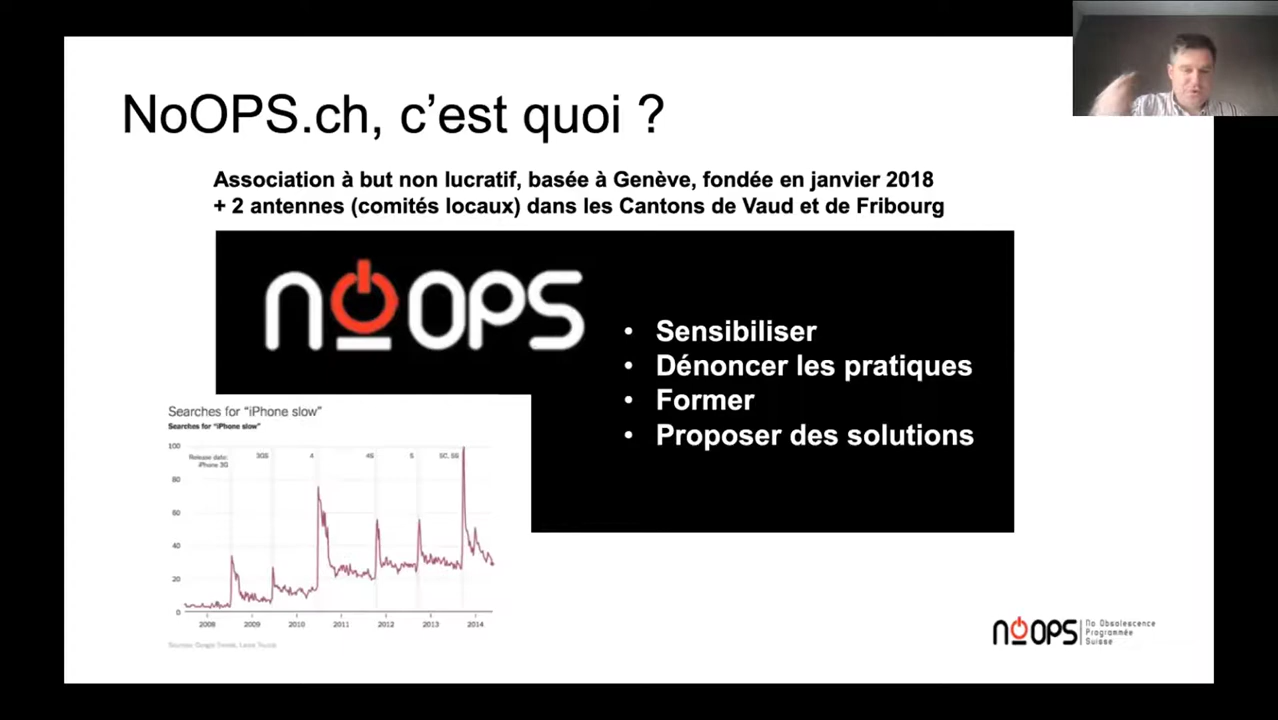 NoOPS.ch, c’est quoi ?
Association à but non lucratif, basée à Genève, fondée en janvier 2018
+ 2 antennes (comités locaux) dans les Cantons de Vaud et de Fribourg
NOOPS
• Sensibiliser
• Dénoncer les pratiques
• Former
• Proposer des solutions
Searches for “iPhone slow”
Searches for “iPhone slow”
100
80
60
40
20
0
Release date:
iPhone 3G
3GS
4
4S
5
5C, 5S
2008
2009
2010
2011
2012
2013
2014
Sources: Google Trends,
NOOPS
No Obsolescence
Programmée
Suisse